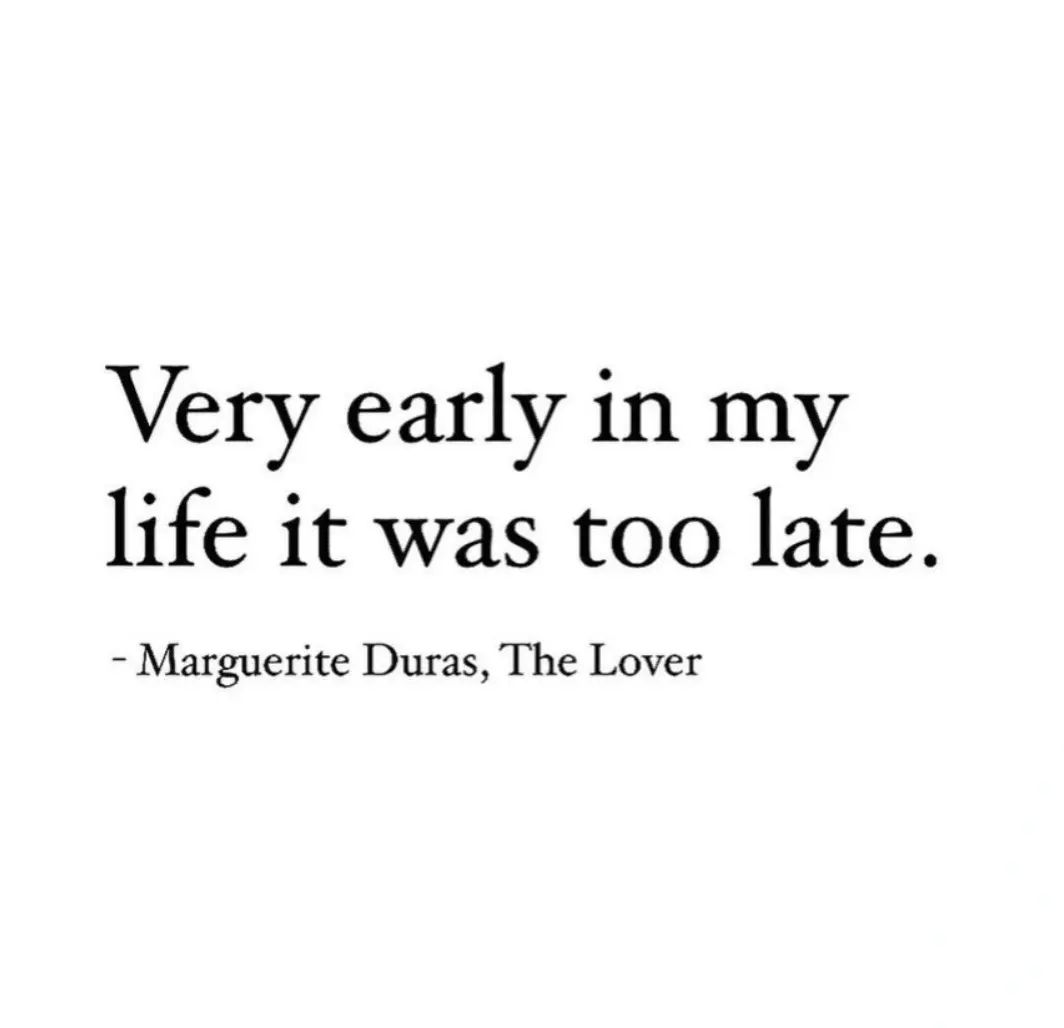 Very early in my
life it was too late.
- Marguerite Duras, The Lover